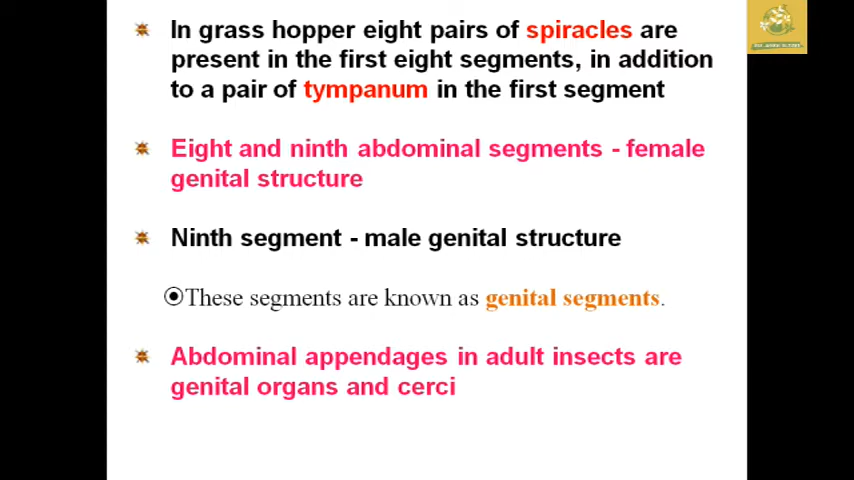 In grass hopper eight pairs of spiracles are
present in the first eight segments, in addition
to a pair of tympanum in the first segment
Eight and ninth abdominal segments - female
genital structure
Ninth segment - male genital structure
These segments are known as genital segments.
Abdominal appendages in adult insects are
genital organs and cerci